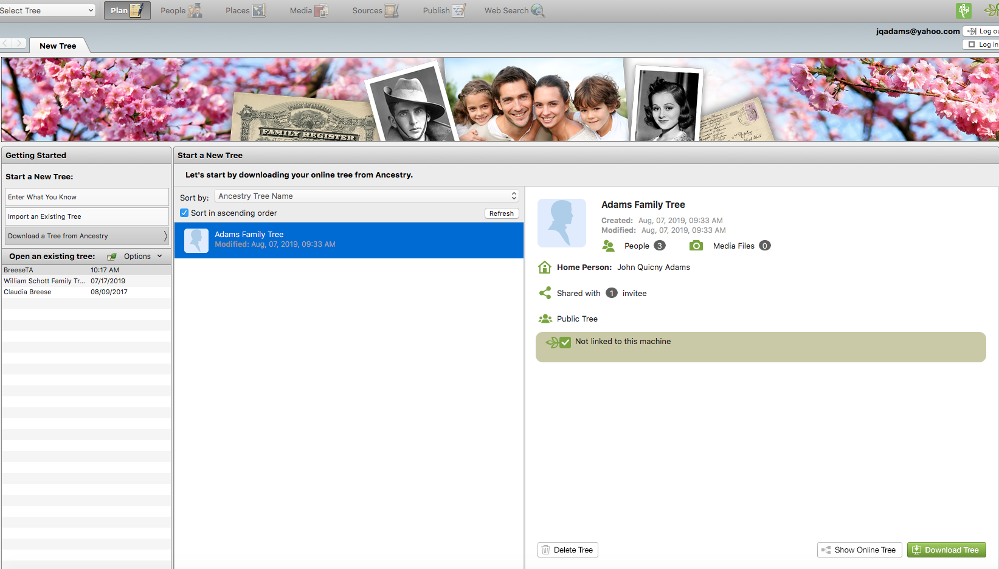 Select Tree
Plan
People
Places
Media
Sources
Publish
Web Search
jqadams@yahoo.com
Log ou
Log in
New Tree
FAMILY REGISTER
Getting Started
Start a New Tree:
Enter What You Know
Import an Existing Tree
Download a Tree from Ancestry
Open an existing tree:
Options
BreeseTA 10:17 AM
William Schott Family Tr... 07/17/2019
Claudia Breese 08/09/2017
Start a New Tree
Let's start by downloading your online tree from Ancestry.
Sort by:
Ancestry Tree Name
Sort in ascending order
Refresh
Adams Family Tree
Modified: Aug, 07, 2019, 09:33 AM
Adams Family Tree
Created: Aug, 07, 2019, 09:33 AM
Modified: Aug, 07, 2019, 09:33 AM
People 3
Media Files 0
Home Person: John Quicny Adams
Shared with 1 invitee
Public Tree
Not linked to this machine
Delete Tree
Show Online Tree
Download Tree